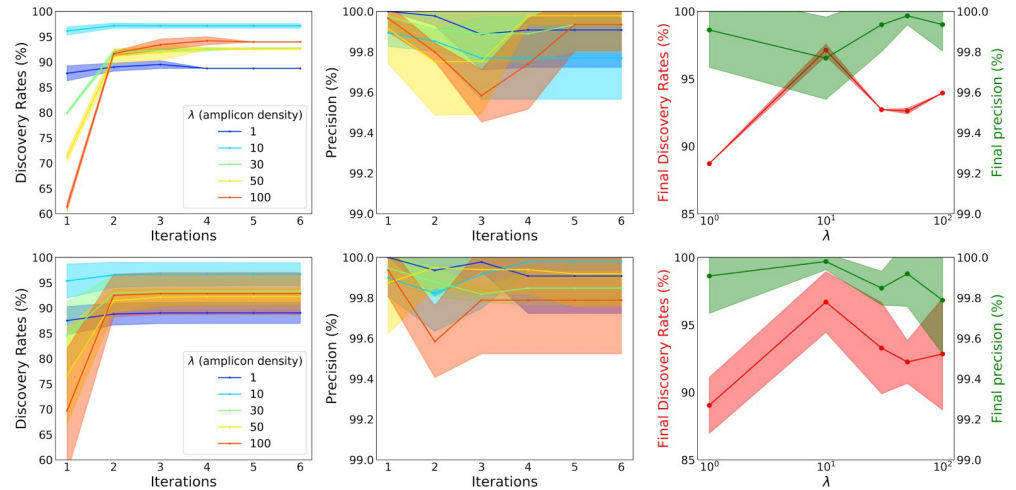 100
95
90
85
80
75
70
65
60
Discovery Rates (%)
λ (amplicon density)
1
10
30
50
100
1 2 3 4 5 6
Iterations
100.0
99.8
99.6
99.4
99.2
99.0
Precision (%)
1 2 3 4 5 6
Iterations
100
95
90
85
Final Discovery Rates (%)
100.0
99.8
99.6
99.4
99.2
99.0
Final precision (%)
10⁰ 10¹ 10²
λ
100
95
90
85
80
75
70
65
60
Discovery Rates (%)
λ (amplicon density)
1
10
30
50
100
1 2 3 4 5 6
Iterations
100.0
99.8
99.6
99.4
99.2
99.0
Precision (%)
1 2 3 4 5 6
Iterations
100
95
90
85
Final Discovery Rates (%)
100.0
99.8
99.6
99.4
99.2
99.0
Final precision (%)
10⁰ 10¹ 10²
λ